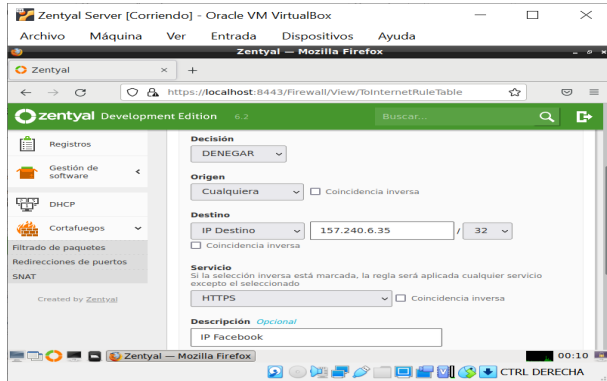 Zentyal Server [Corriendo] - Oracle VM VirtualBox
Archivo Máquina Ver Entrada Dispositivos Ayuda
Zentyal — Mozilla Firefox
Zentyal
https://localhost:8443/Firewall/View/ToInternetRuleTable
zentyal Development Edition 6.2
Buscar...
Registros
Gestión de
software
DHCP
Cortafuegos
Filtrado de paquetes
Redirecciones de puertos
SNAT
Created by Zentyal
Decisión
DENEGAR
Origen
Cualquiera Coincidencia inversa
Destino
IP Destino 157.240.6.35 / 32
Coincidencia inversa
Servicio
Si la selección inversa está marcada, la regla será aplicada cualquier servicio
excepto el seleccionado
HTTPS Coincidencia inversa
Descripción Opcional
IP Facebook
Zentyal — Mozilla Firefox 00:10
CTRL DERECHA